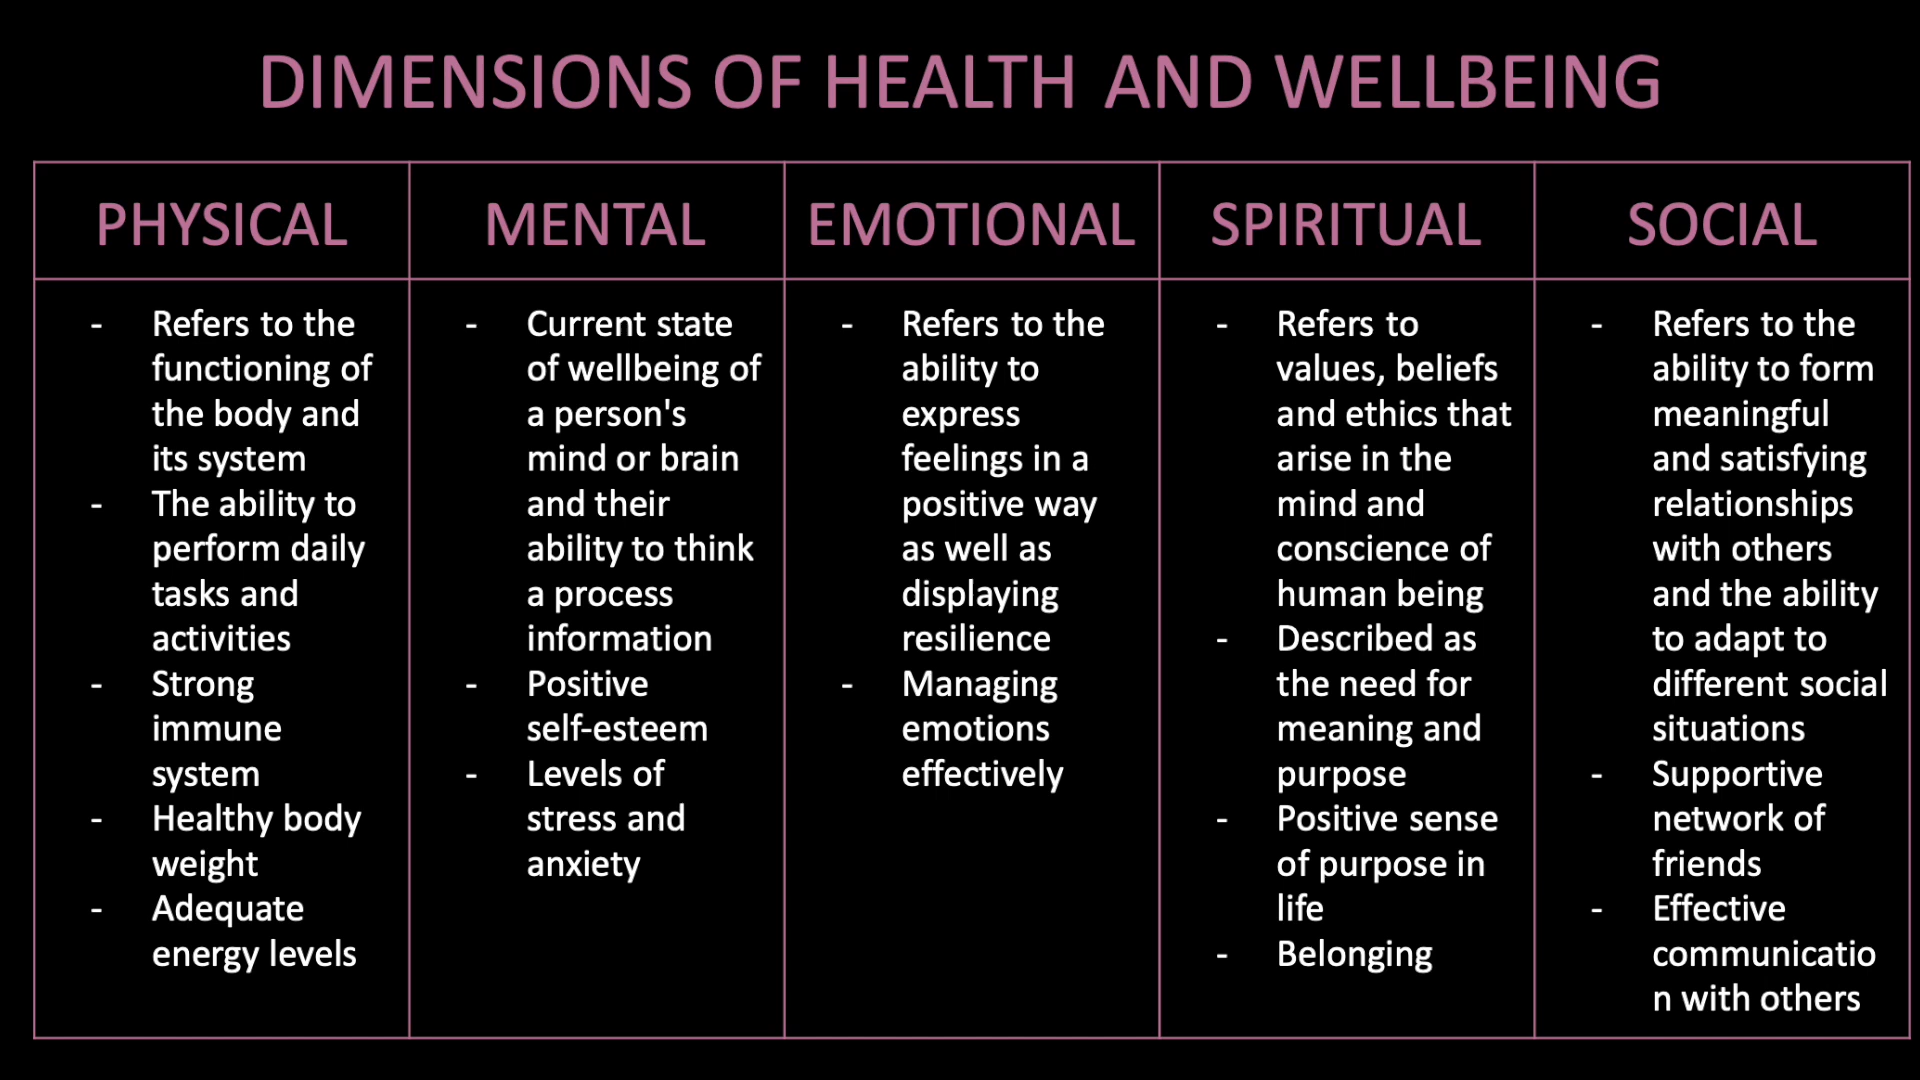 DIMENSIONS OF HEALTH AND WELLBEING
PHYSICAL
- Refers to the
functioning of
the body and
its system
- The ability to
perform daily
tasks and
activities
- Strong
immune
system
- Healthy body
weight
- Adequate
energy levels
MENTAL
- Current state
of wellbeing of
a person's
mind or brain
and their
ability to think
a process
information
- Positive
self-esteem
- Levels of
stress and
anxiety
EMOTIONAL
- Refers to the
ability to
express
feelings in a
positive way
as well as
displaying
resilience
- Managing
emotions
effectively
SPIRITUAL
- Refers to
values, beliefs
and ethics that
arise in the
mind and
conscience of
human being
- Described as
the need for
meaning and
purpose
- Positive sense
of purpose in
life
- Belonging
SOCIAL
- Refers to the
ability to form
meaningful
and satisfying
relationships
with others
and the ability
to adapt to
different social
situations
- Supportive
network of
friends
- Effective
communicatio
n with others